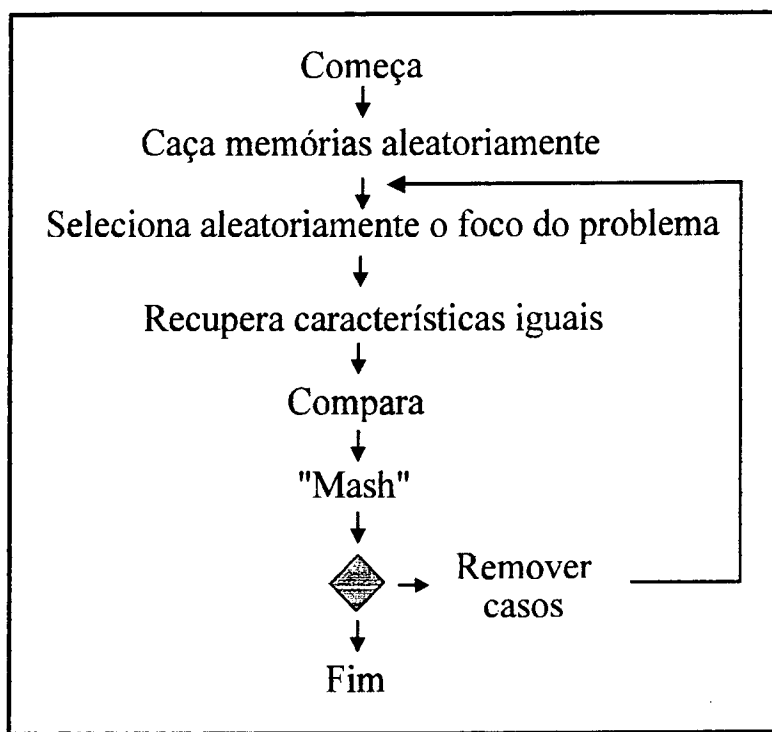 Começa
Caça memórias aleatoriamente
Seleciona aleatoriamente o foco do problema
Recupera características iguais
Compara
"Mash"
Remover
casos
Fim